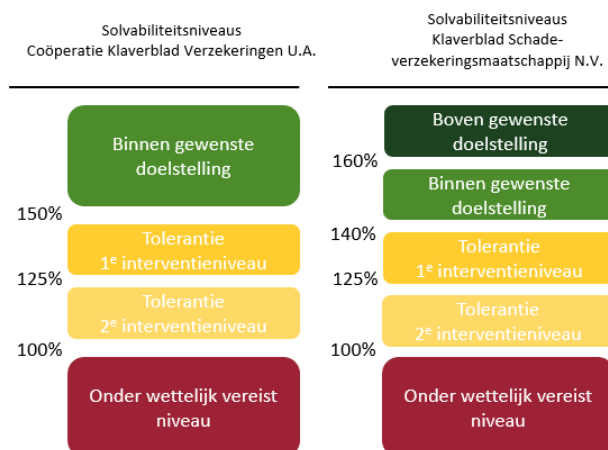 Solvabiliteitsniveaus
Coöperatie Klaverblad Verzekeringen U.A.
Binnen gewenste
doelstelling
150%
Tolerantie
1e interventieniveau
125%
Tolerantie
2e interventieniveau
100%
Onder wettelijk vereist
niveau
Solvabiliteitsniveaus
Klaverblad Schade-
verzekeringsmaatschappij N.V.
Boven gewenste
doelstelling
160%
Binnen gewenste
doelstelling
140%
Tolerantie
1e interventieniveau
125%
Tolerantie
2e interventieniveau
100%
Onder wettelijk vereist
niveau